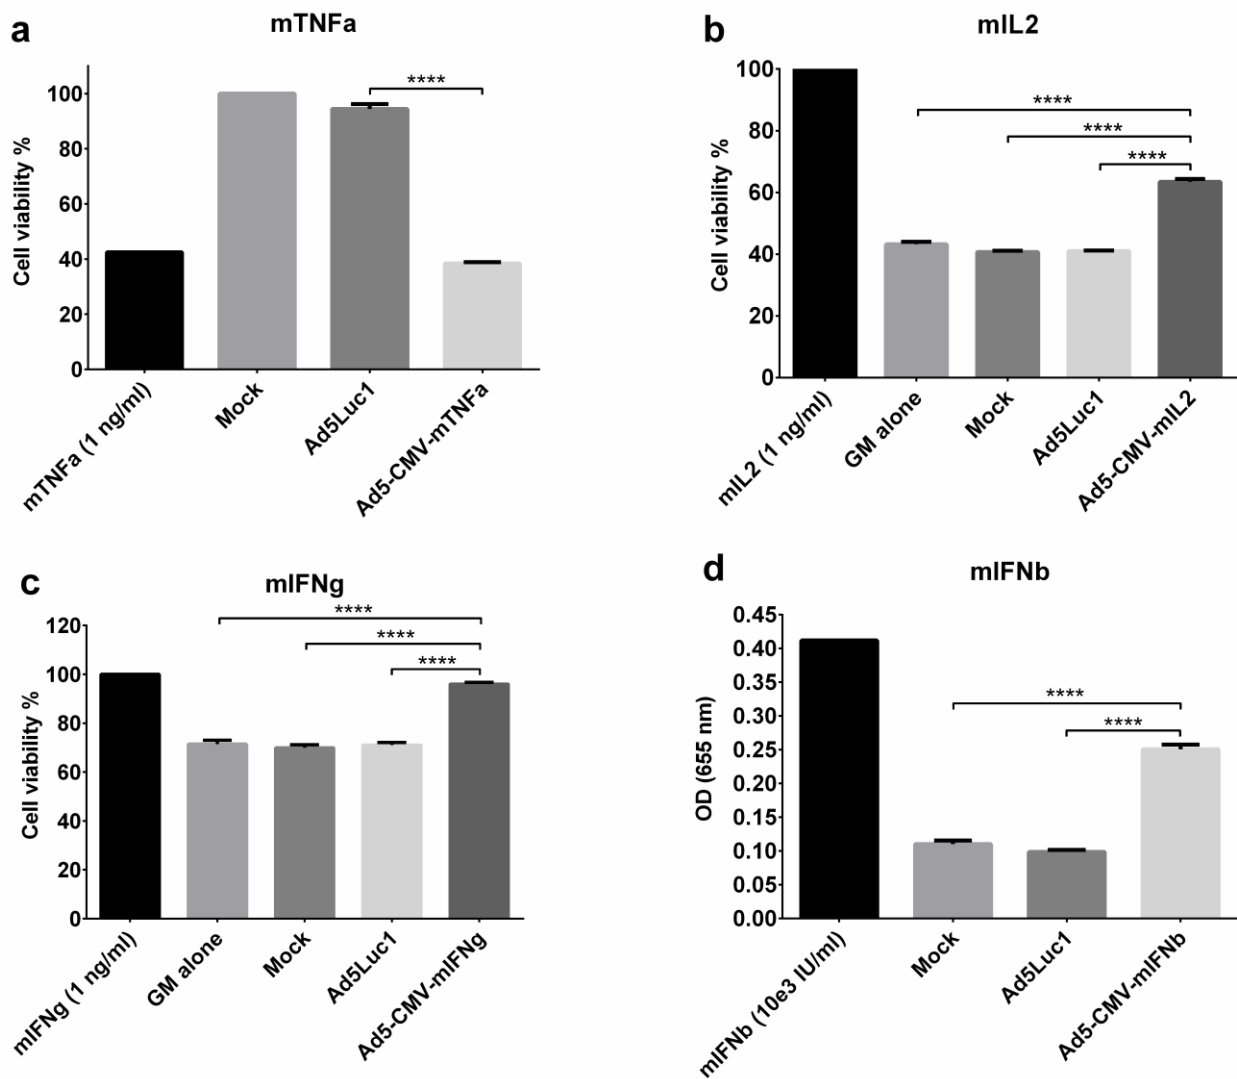 a
mTNFa
Cell viability %
100
80
60
40
20
0
****
mTNFa (1 ng/ml)
Mock
Ad5Luc1
Ad5-CMV-mTNFa
b
mIL2
Cell viability %
100
80
60
40
20
0
****
****
****
mIL2 (1 ng/ml)
GM alone
Mock
Ad5Luc1
Ad5-CMV-mIL2
c
mIFNg
Cell viability %
120
100
80
60
40
20
0
****
****
****
mIFNg (1 ng/ml)
GM alone
Mock
Ad5Luc1
Ad5-CMV-mIFNg
d
mIFNb
OD (655 nm)
0.45
0.40
0.35
0.30
0.25
0.20
0.15
0.10
0.05
0.00
****
****
mIFNb (10e3 IU/ml)
Mock
Ad5Luc1
Ad5-CMV-mIFNb